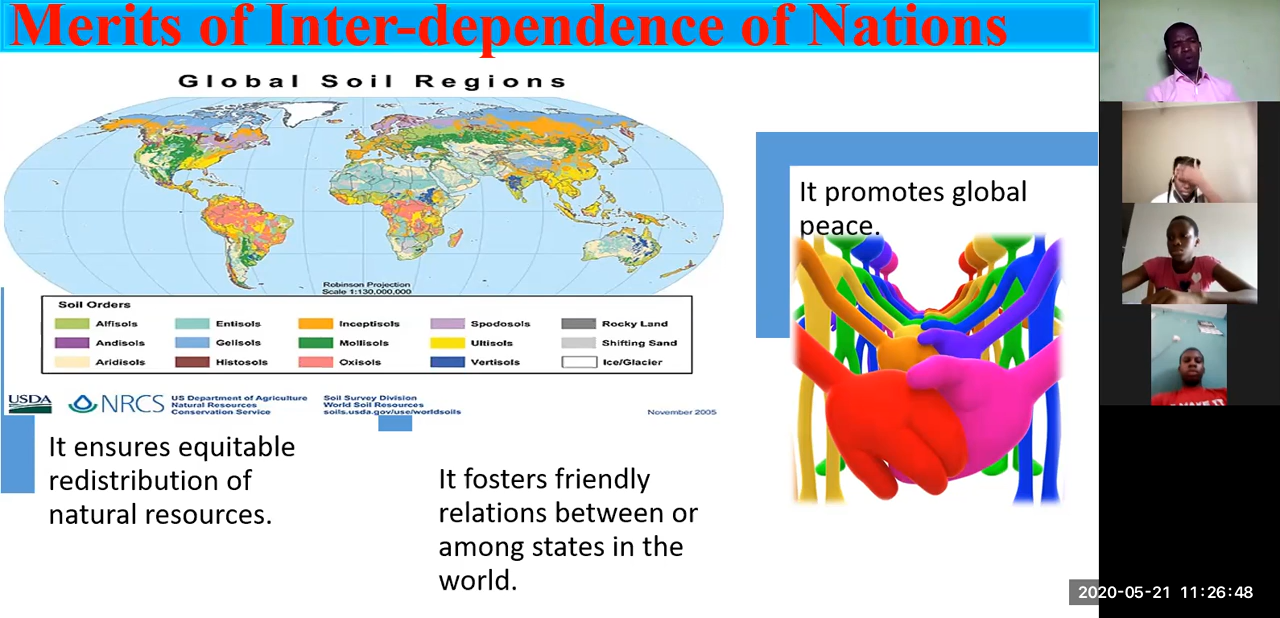 Merits of Inter-dependence of Nations
Global Soil Regions
Robinson Projection
Scale 1:130,000,000
Soil Orders
Alfisols
Entisols
Inceptisols
Spodosols
Rocky Land
Andisols
Gelisols
Mollisols
Ultisols
Shifting Sand
Aridisols
Histosols
Oxisols
Vertisols
Ice/Glacier
USDA
NRCS
US Department of Agriculture
Natural Resources
Conservation Service
Soil Survey Division
World Soil Resources
soils.usda.gov/use/worldsoils
November 2005
It ensures equitable
redistribution of
natural resources.
It fosters friendly
relations between or
among states in the
world.
It promotes global
peace.
2020-05-21 11:26:48